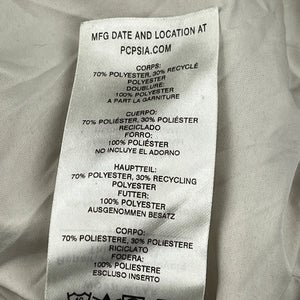 MFG DATE AND LOCATION AT
PCPSIA.COM
CORPS:
70% POLYESTER, 30% RECYCLÉ
POLYESTER
DOUBLURE:
100% POLYESTER
A PART LA GARNITURE
CUERPO:
70% POLIÉSTER, 30% POLIÉSTER
RECICLADO
FORRO:
100% POLIÉSTER
NO INCLUYE EL ADORNO
HAUPTTEIL:
70% POLYESTER, 30% RECYCLING
POLYESTER
FUTTER:
100% POLYESTER
AUSGENOMMEN BESATZ
CORPO:
70% POLIESTERE, 30% POLIESTERE
RICICLATO
FODERA:
100% POLIESTERE
ESCLUSO INSERTO